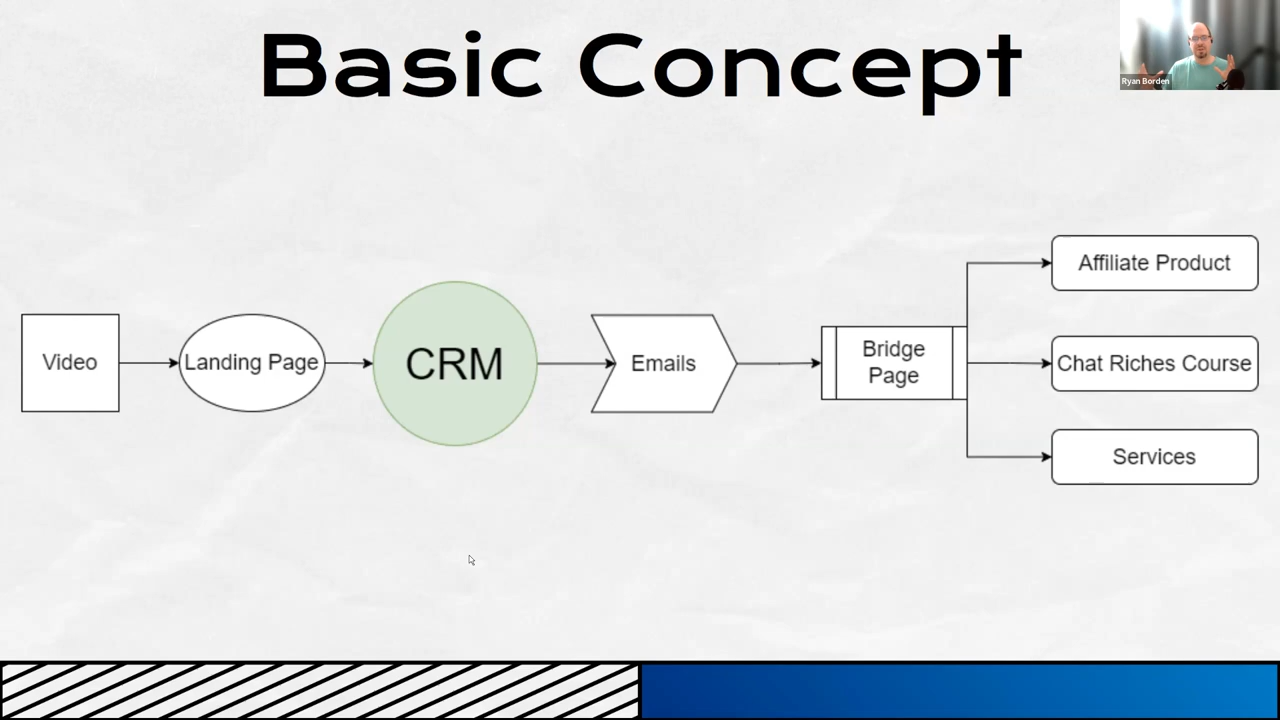 Basic Concept
Ryan Borden
Video
Landing Page
CRM
Emails
Bridge
Page
Affiliate Product
Chat Riches Course
Services